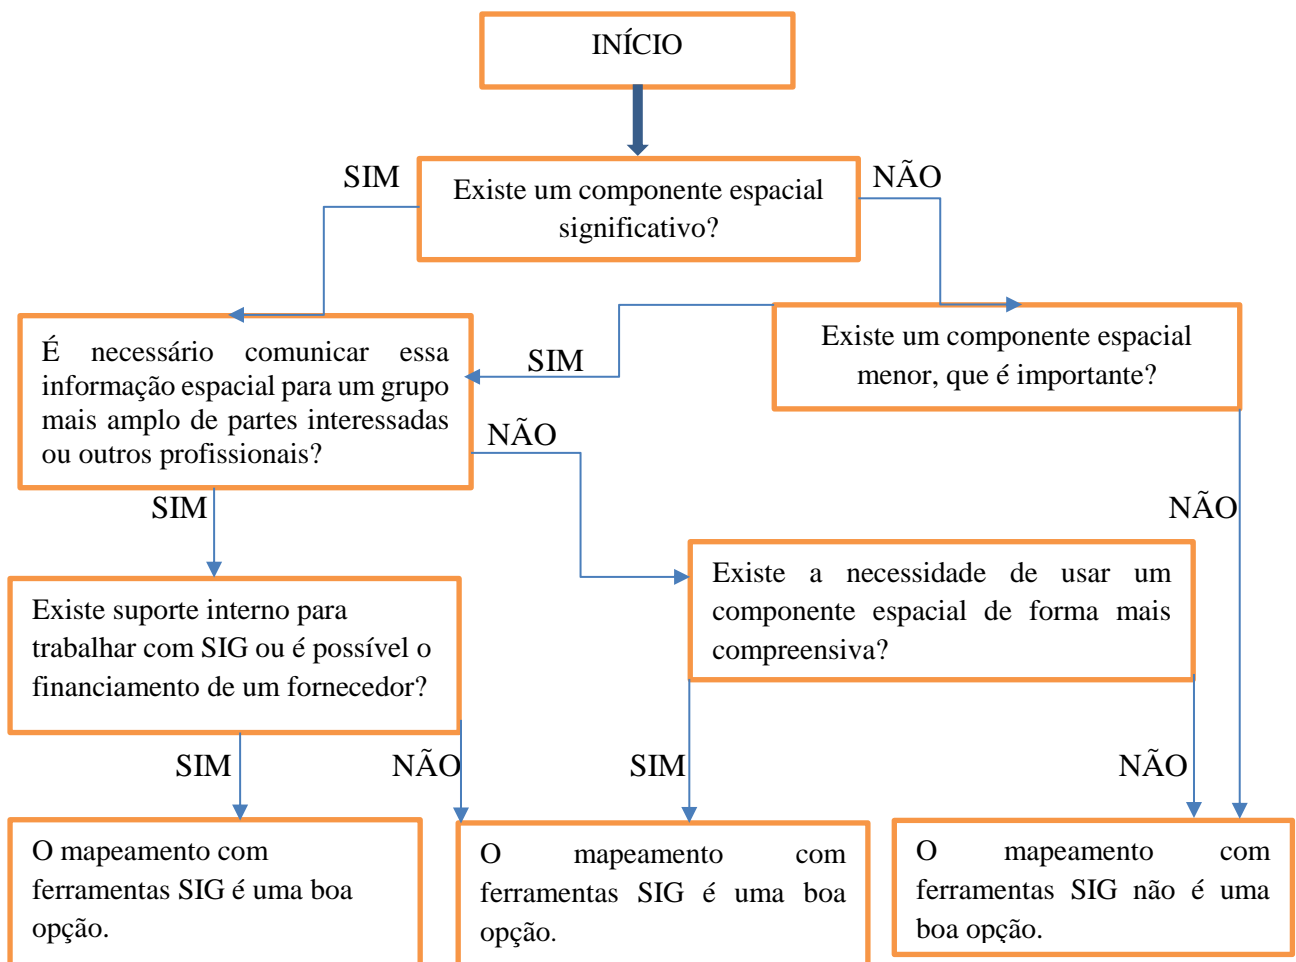 INÍCIO
SIM
Existe um componente espacial
significativo?
NÃO
É necessário comunicar essa
informação espacial para um grupo
mais amplo de partes interessadas
ou outros profissionais?
SIM
Existe um componente espacial
menor, que é importante?
NÃO
SIM
NÃO
Existe suporte interno para
trabalhar com SIG ou é possível o
financiamento de um fornecedor?
Existe a necessidade de usar um
componente espacial de forma mais
compreensiva?
SIM
NÃO
SIM
NÃO
O mapeamento com
ferramentas SIG é uma boa
opção.
O mapeamento com
ferramentas SIG é uma boa
opção.
O mapeamento com
ferramentas SIG não é uma
boa opção.